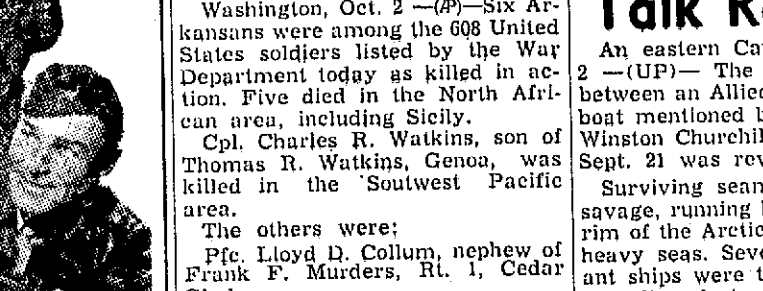 Washington, Oct. 2 —(AP)—Six Ar-
kansans were among the 608 United
States soldiers listed by the War
Department today as killed in ac-
tion. Five died in the North Afri-
can area, including Sicily.
Cpl. Charles R. Watkins, son of
Thomas R. Watkins, Genoa, was
killed in the Soutwest Pacific
area.
The others were:
Pfc. Lloyd D. Collum, nephew of
Frank F. Murders, Rt. 1, Cedar
Talk R
An eastern Ca
2 —(UP)— The
between an Allied
boat mentioned b
Winston Churchil
Sept. 21 was rev
Surviving sean
savage, running
rim of the Arctic
heavy seas. Seve
ant ships were t